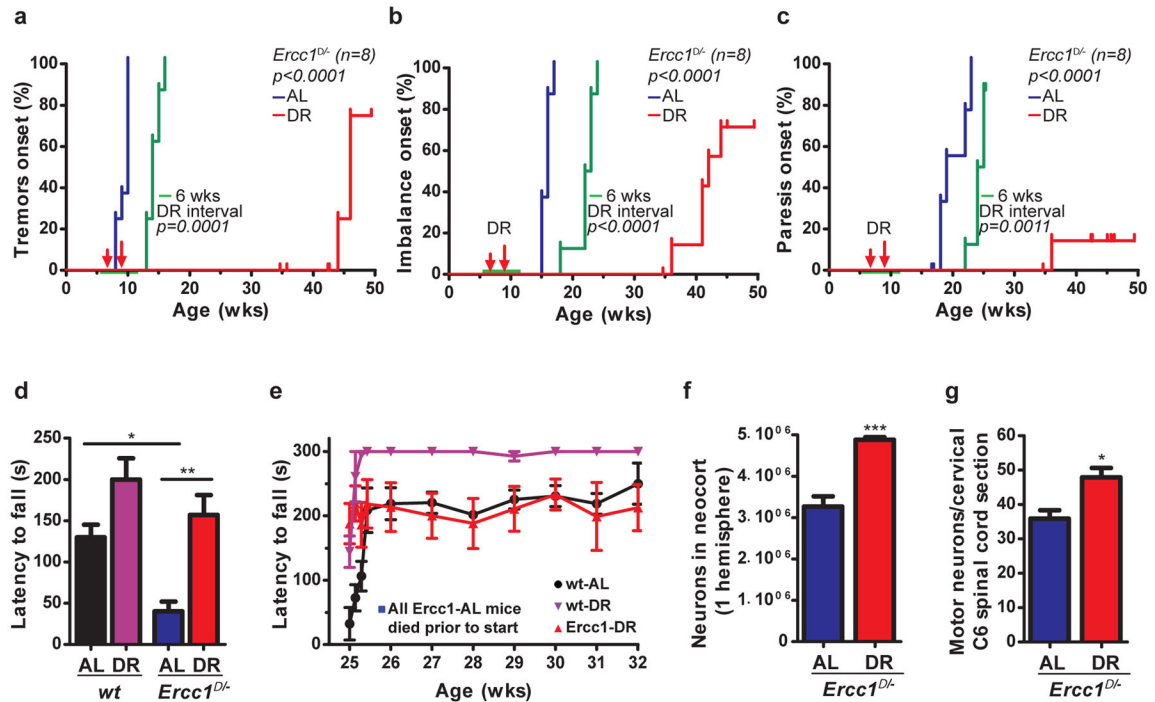 a
Tremors onset (%)
100
80
60
40
20
0
Ercc1D/- (n=8)
p<0.0001
AL
DR
6 wks
DR interval
p=0.0001
0 10 20 30 40 50
Age (wks)
b
Imbalance onset (%)
100
80
60
40
20
0
Ercc1D/- (n=8)
p<0.0001
AL
DR
DR
6 wks
DR interval
p<0.0001
0 10 20 30 40 50
Age (wks)
c
Paresis onset (%)
100
80
60
40
20
0
Ercc1D/- (n=8)
p<0.0001
AL
DR
DR
6 wks
DR interval
p=0.0011
0 10 20 30 40 50
Age (wks)
d
Latency to fall (s)
250
200
150
100
50
0
*
**
AL DR AL DR
wt Ercc1D/-
e
Latency to fall (s)
300
200
100
300
wt-AL
wt-DR
Ercc1-DR
All Ercc1-AL mice
died prior to start
25 26 27 28 29 30 31 32
Age (wks)
f
Neurons in neocort
(1 hemisphere)
5. 10 0 6
3. 10 0 6
2. 10 0 6
1. 10 0 6
0
***
AL DR
Ercc1D/-
g
Motor neurons/cervical
C6 spinal cord section
60
50
40
30
20
10
0
*
AL DR
Ercc1D/-